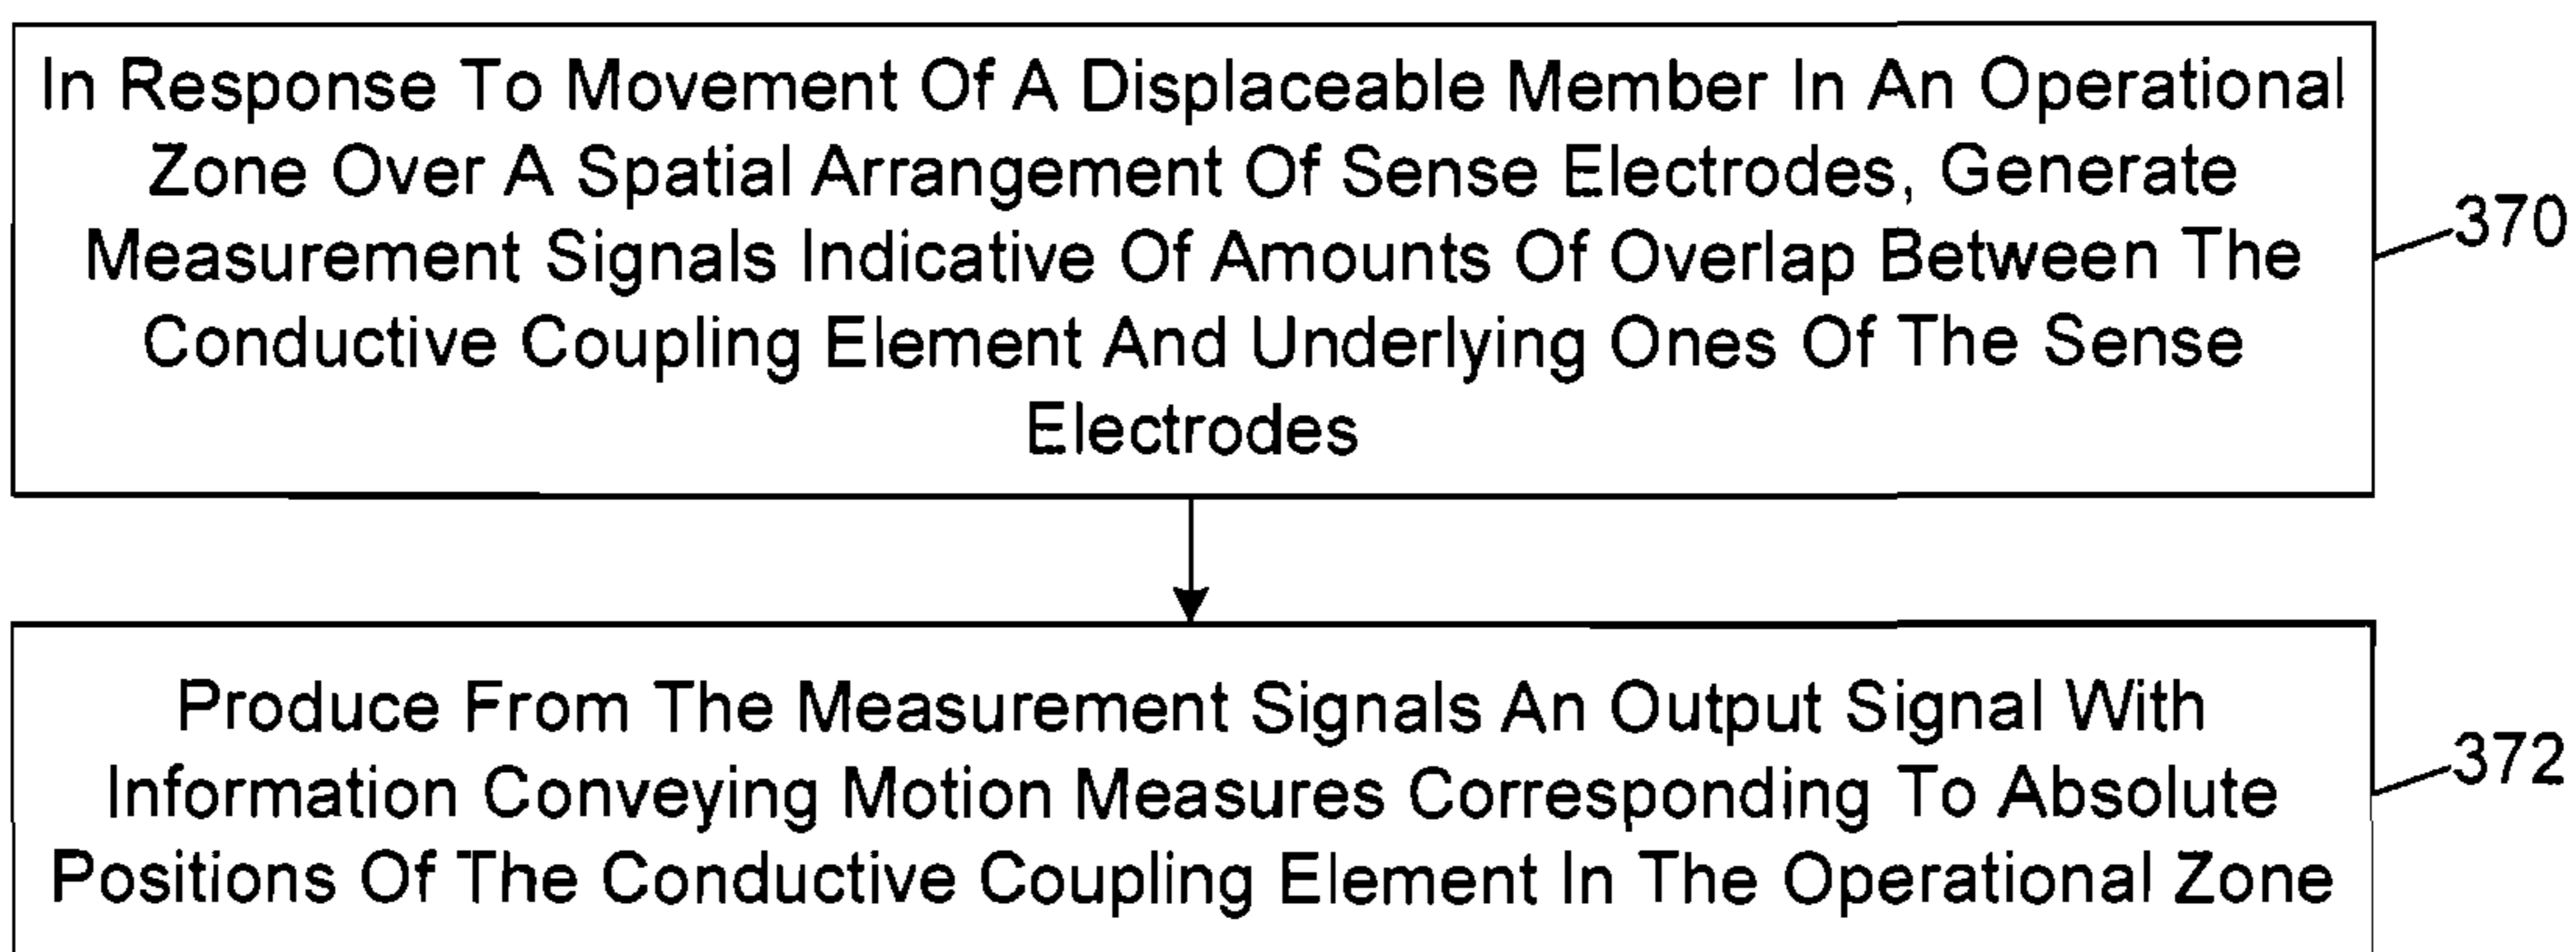 In Response To Movement Of A Displaceable Member In An Operational
Zone Over A Spatial Arrangement Of Sense Electrodes, Generate
Measurement Signals Indicative Of Amounts Of Overlap Between The
Conductive Coupling Element And Underlying Ones Of The Sense
Electrodes
370
Produce From The Measurement Signals An Output Signal With
Information Conveying Motion Measures Corresponding To Absolute
Positions Of The Conductive Coupling Element In The Operational Zone
372